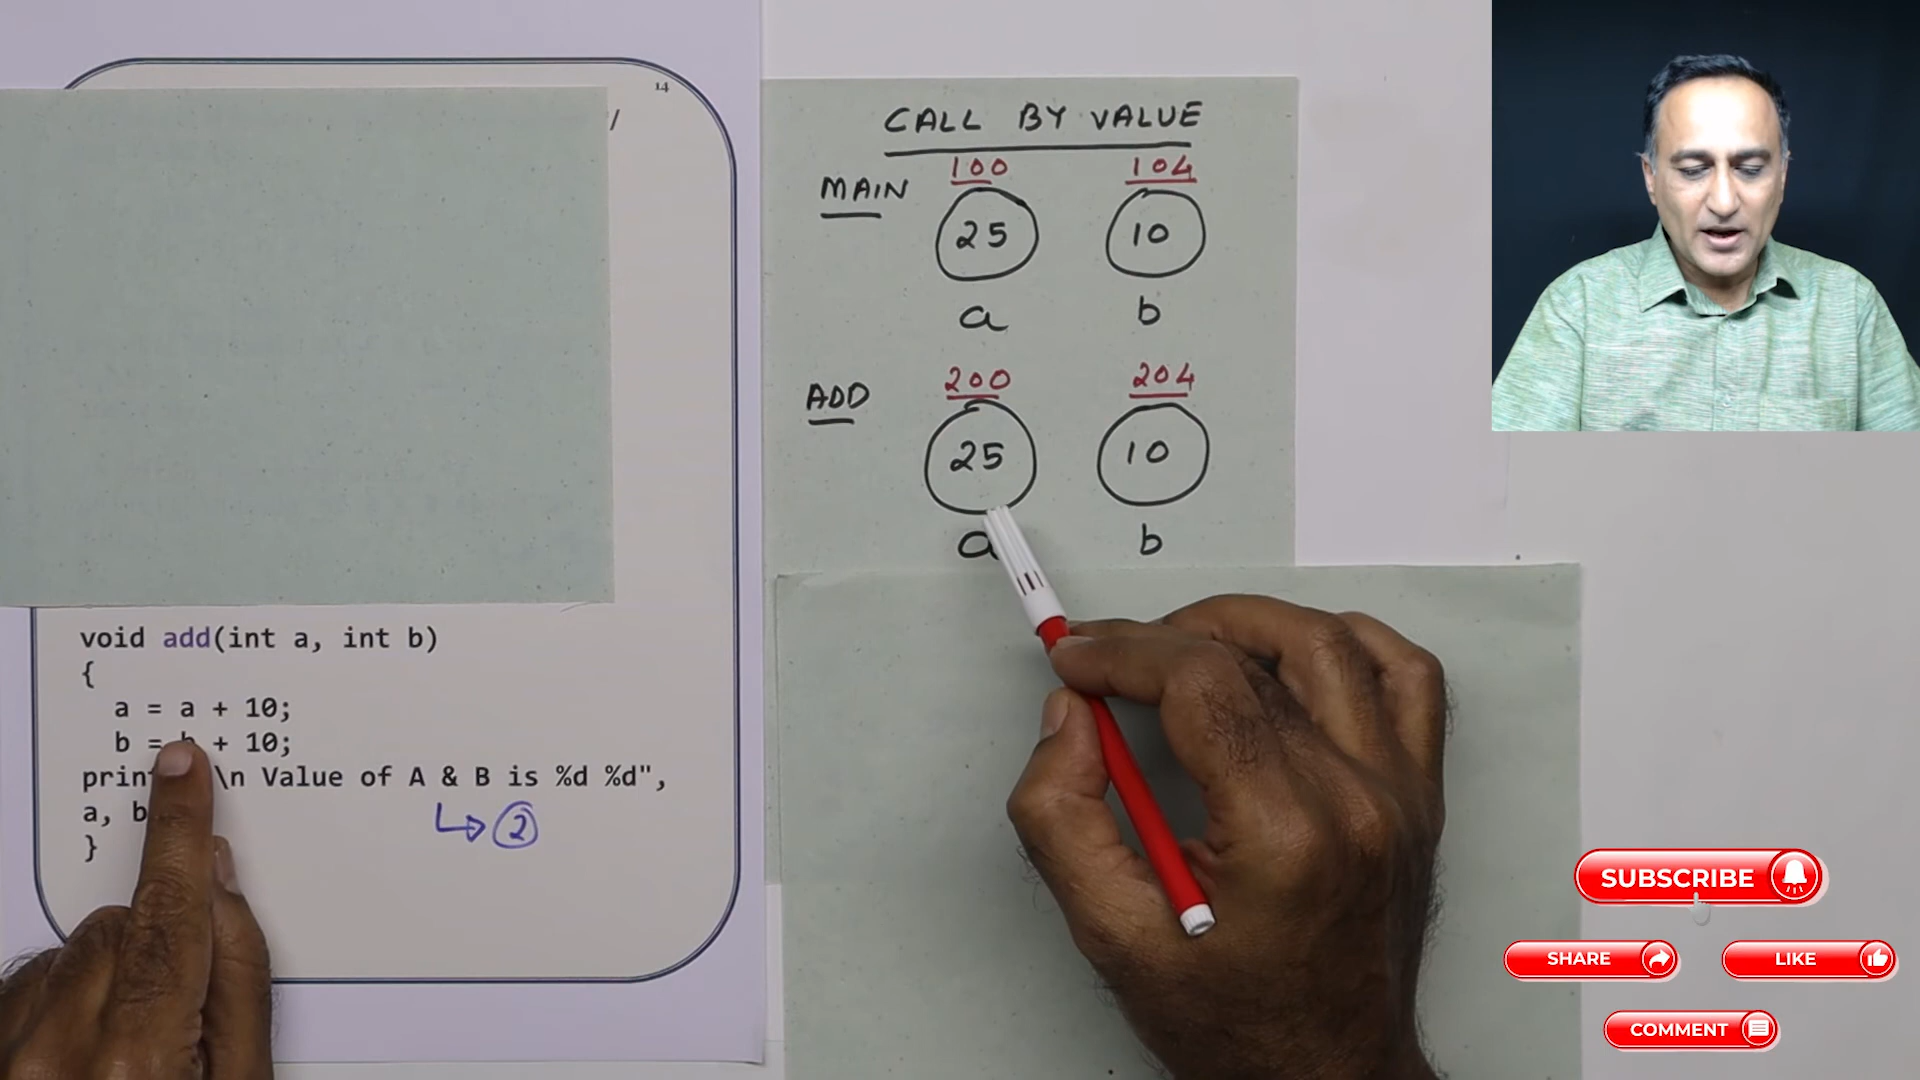 14
/
void add(int a, int b)
{
a = a + 10;
b = b + 10;
prin \n Value of A & B is %d %d",
a, b
}
2
CALL BY VALUE
MAIN
100 104
25 10
a b
ADD
200 204
25 10
a b
SUBSCRIBE
SHARE
LIKE
COMMENT